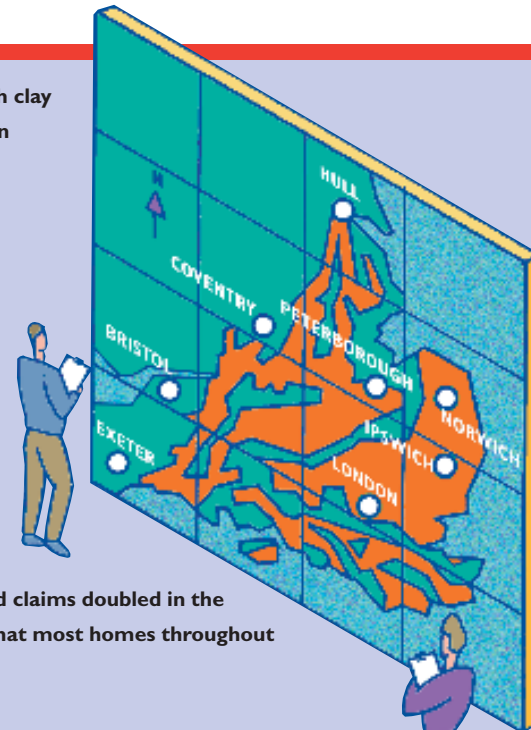 n clay
n
HULL
N
COVENTRY
PETERBOROUGH
BRISTOL
NORWICH
IPSWICH
EXETER
LONDON
d claims doubled in the
hat most homes throughout